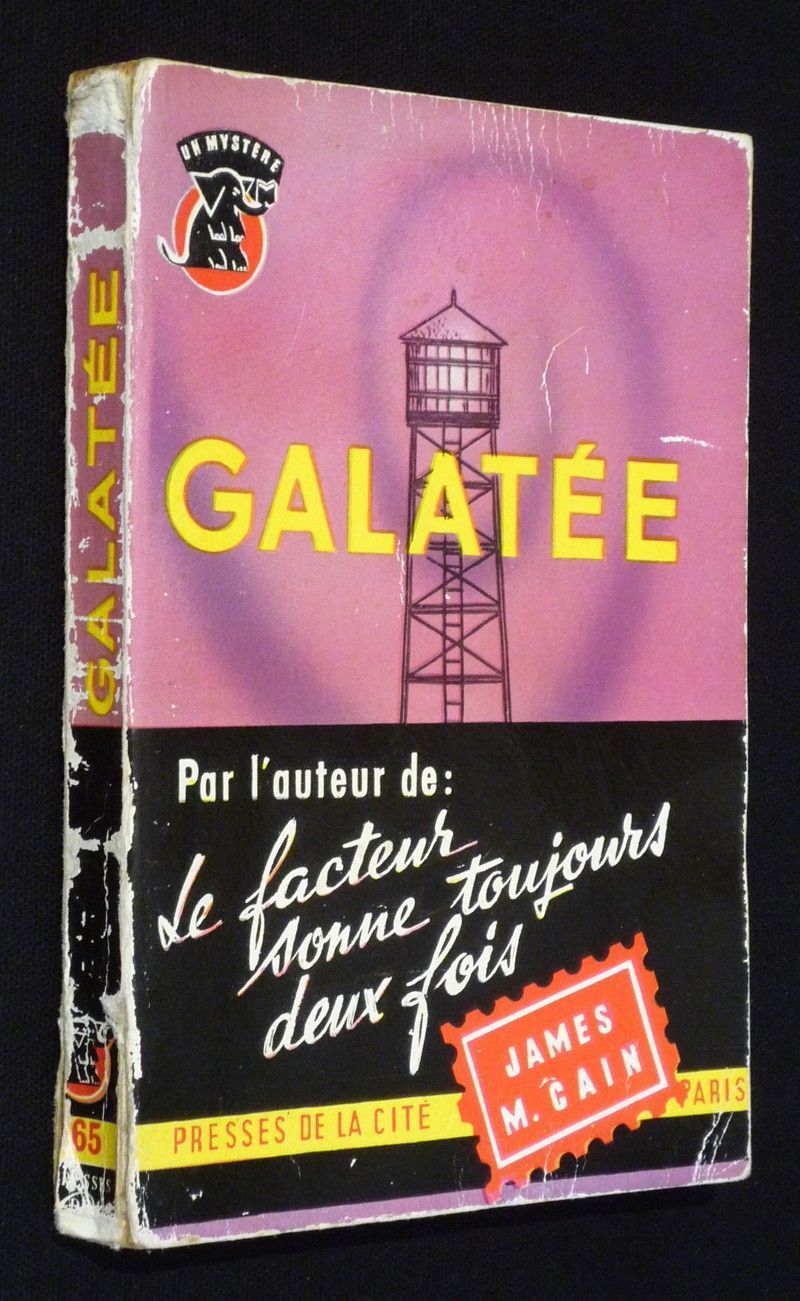 UN MYSTÈRE
GALATÉE
Par l'auteur de:
Le facteur
sonne toujours
deux fois
JAMES
M. CAIN
PRESSES DE LA CITÉ
PARIS
GALATÉE
65